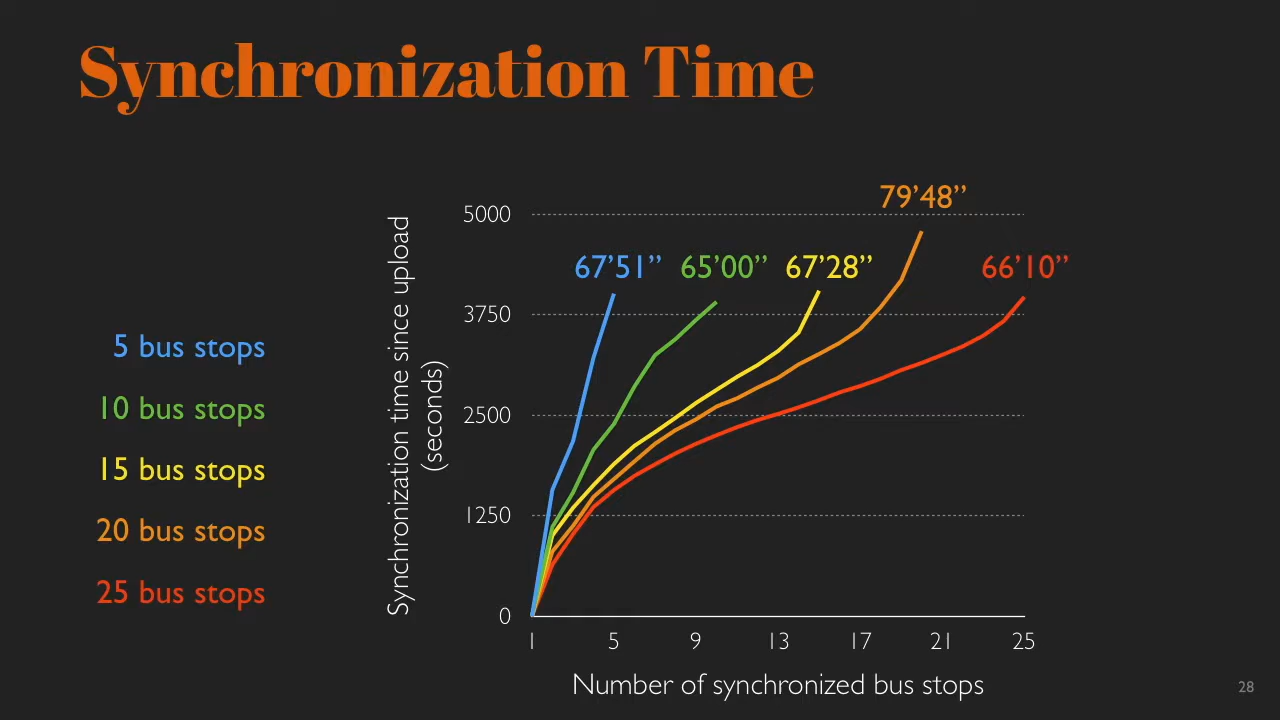 Synchronization Time
5 bus stops
10 bus stops
15 bus stops
20 bus stops
25 bus stops
Synchronization time since upload
(seconds)
5000
3750
2500
1250
0
67’51”
65’00”
67’28”
79’48”
66’10”
1 5 9 13 17 21 25
Number of synchronized bus stops
28